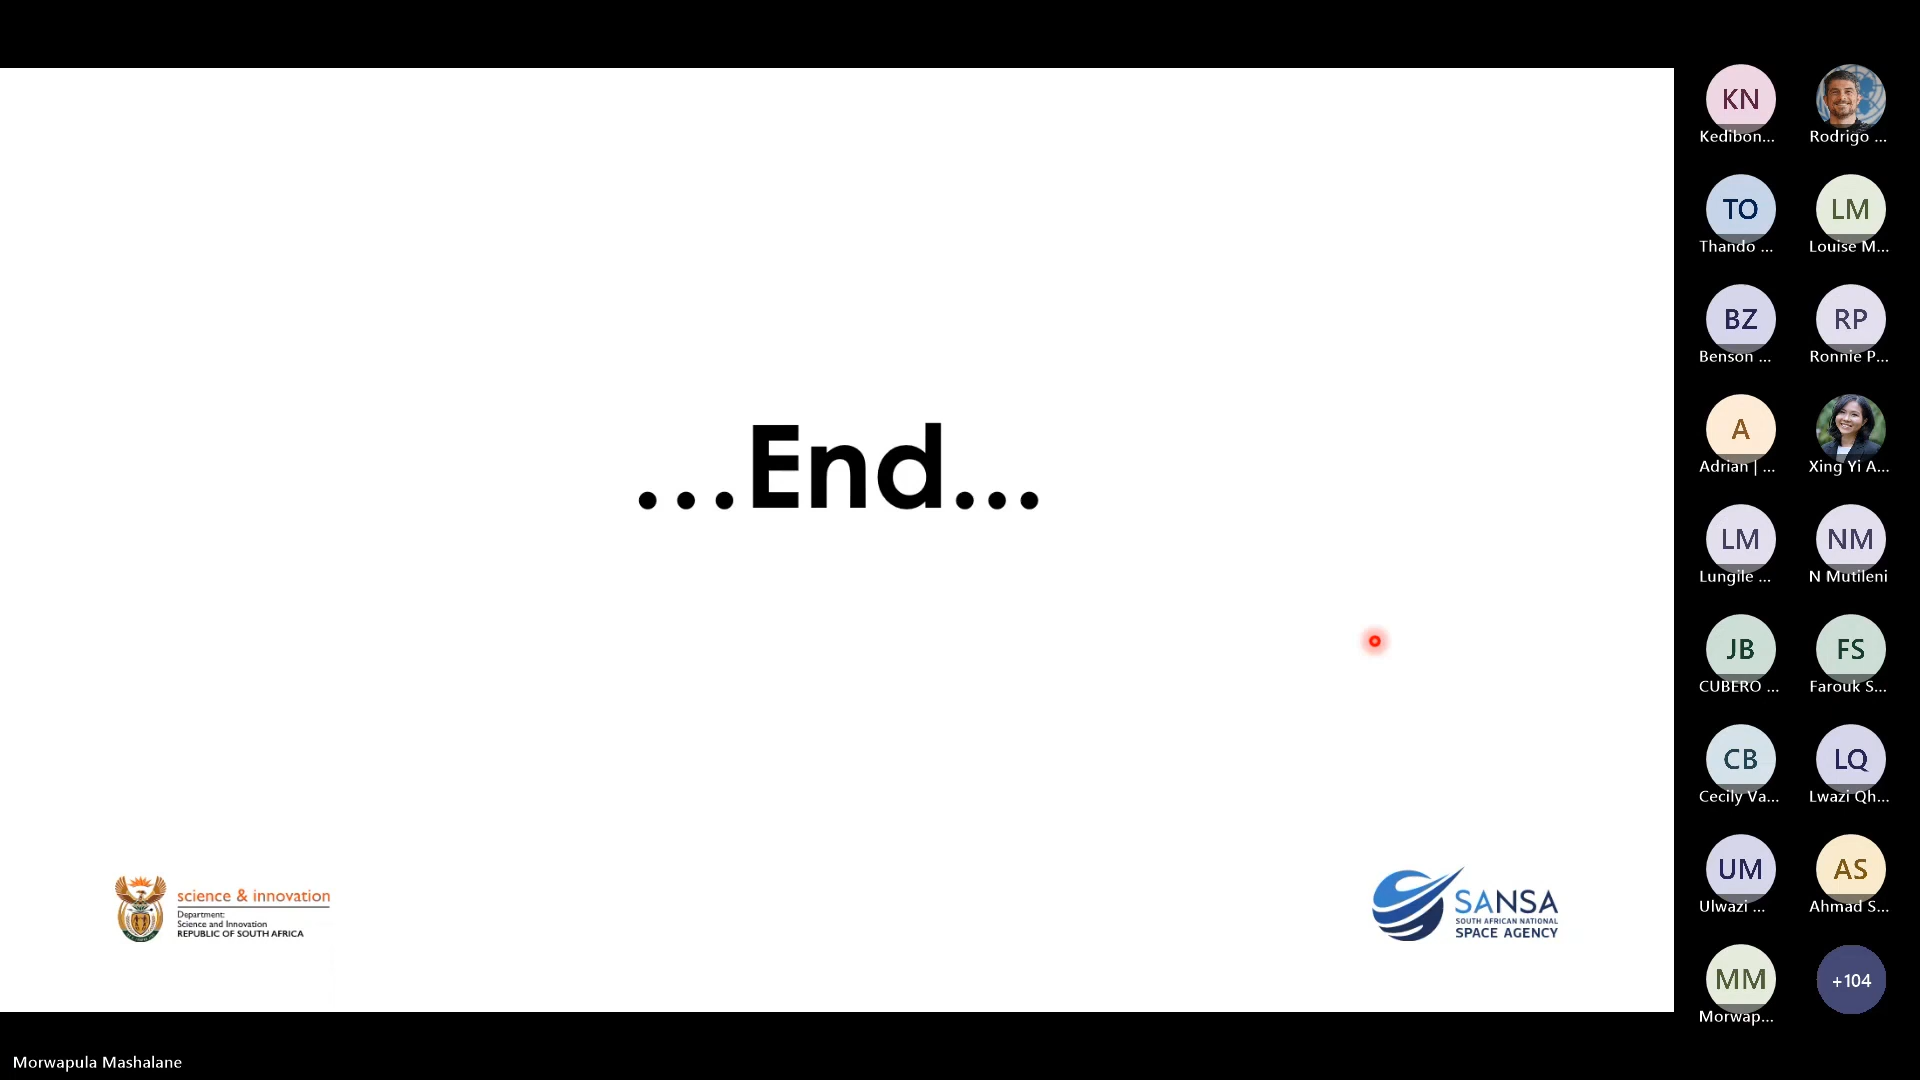 …End…
science & innovation
Department:
Science and Innovation
REPUBLIC OF SOUTH AFRICA
SANSA
SOUTH AFRICAN NATIONAL
SPACE AGENCY
KN
Kedibon...
Rodrigo ...
TO
Thando ...
LM
Louise M...
BZ
Benson ...
RP
Ronnie P...
A
Adrian | ...
Xing Yi A...
LM
Lungile ...
NM
N Mutileni
JB
CUBERO ...
FS
Farouk S...
CB
Cecily Va...
LQ
Lwazi Qh...
UM
Ulwazi ...
AS
Ahmad S...
MM
Morwap...
+104
Morwapula Mashalane